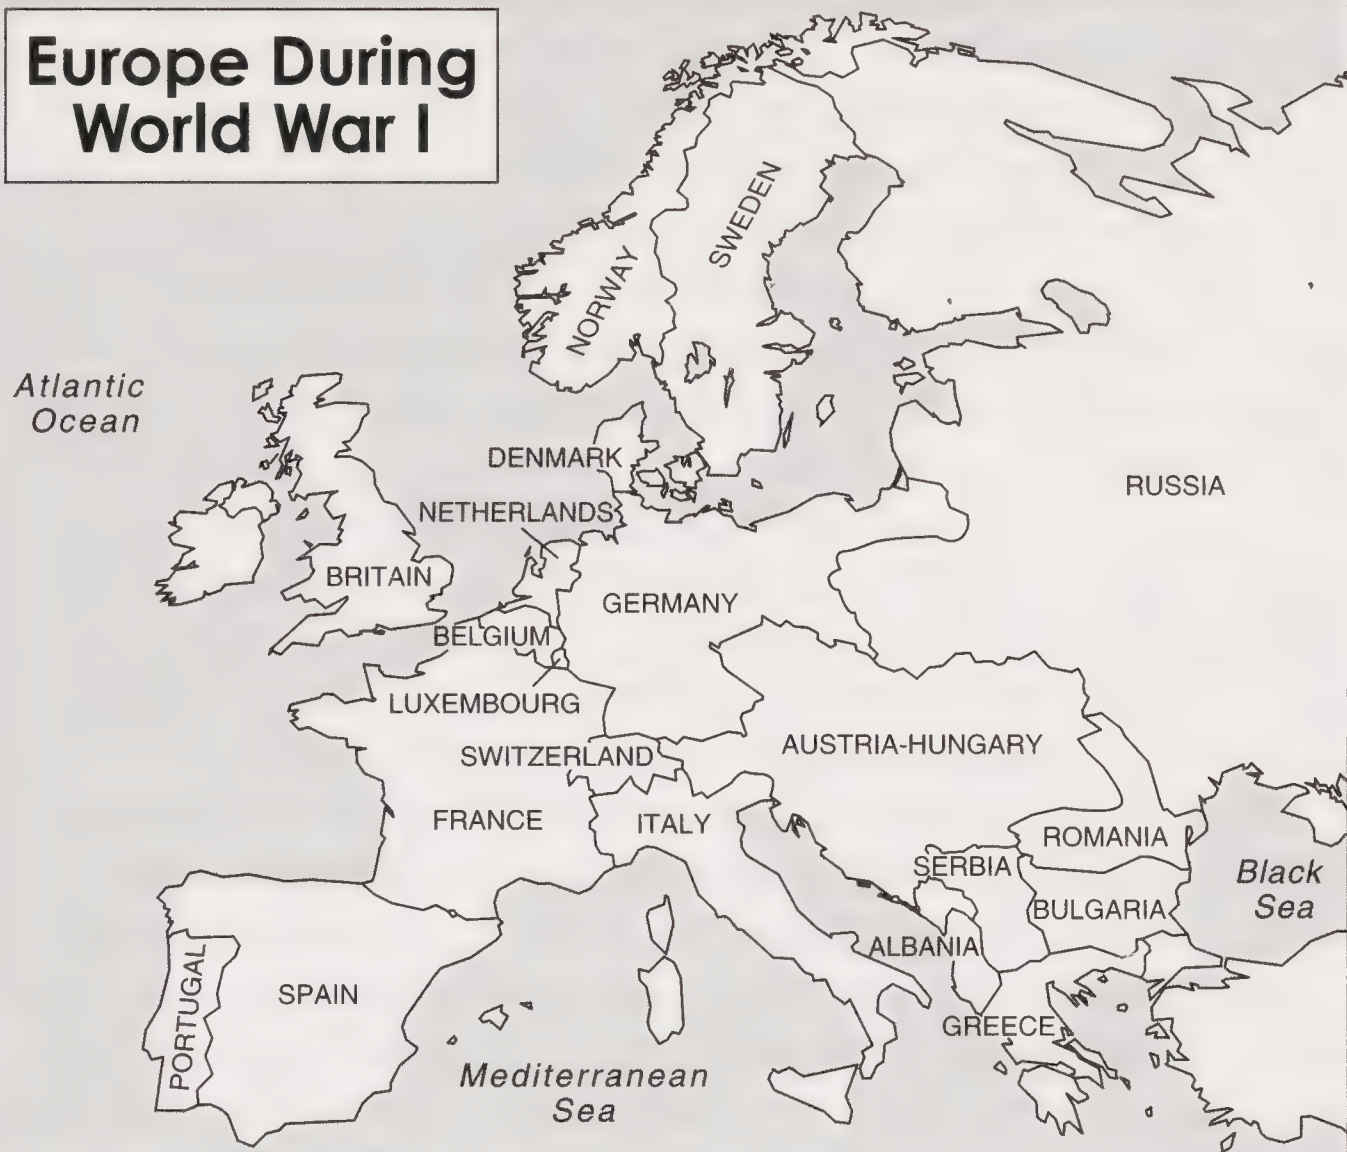 Europe During
World War I
SWEDEN
NORWAY
Atlantic
Ocean
DENMARK
RUSSIA
NETHERLANDS
BRITAIN
GERMANY
BELGIUM
LUXEMBOURG
AUSTRIA-HUNGARY
SWITZERLAND
FRANCE
ITALY
ROMANIA
SERBIA
Black
Sea
BULGARIA
ALBANIA
PORTUGAL
SPAIN
GREECE
Mediterranean
Sea